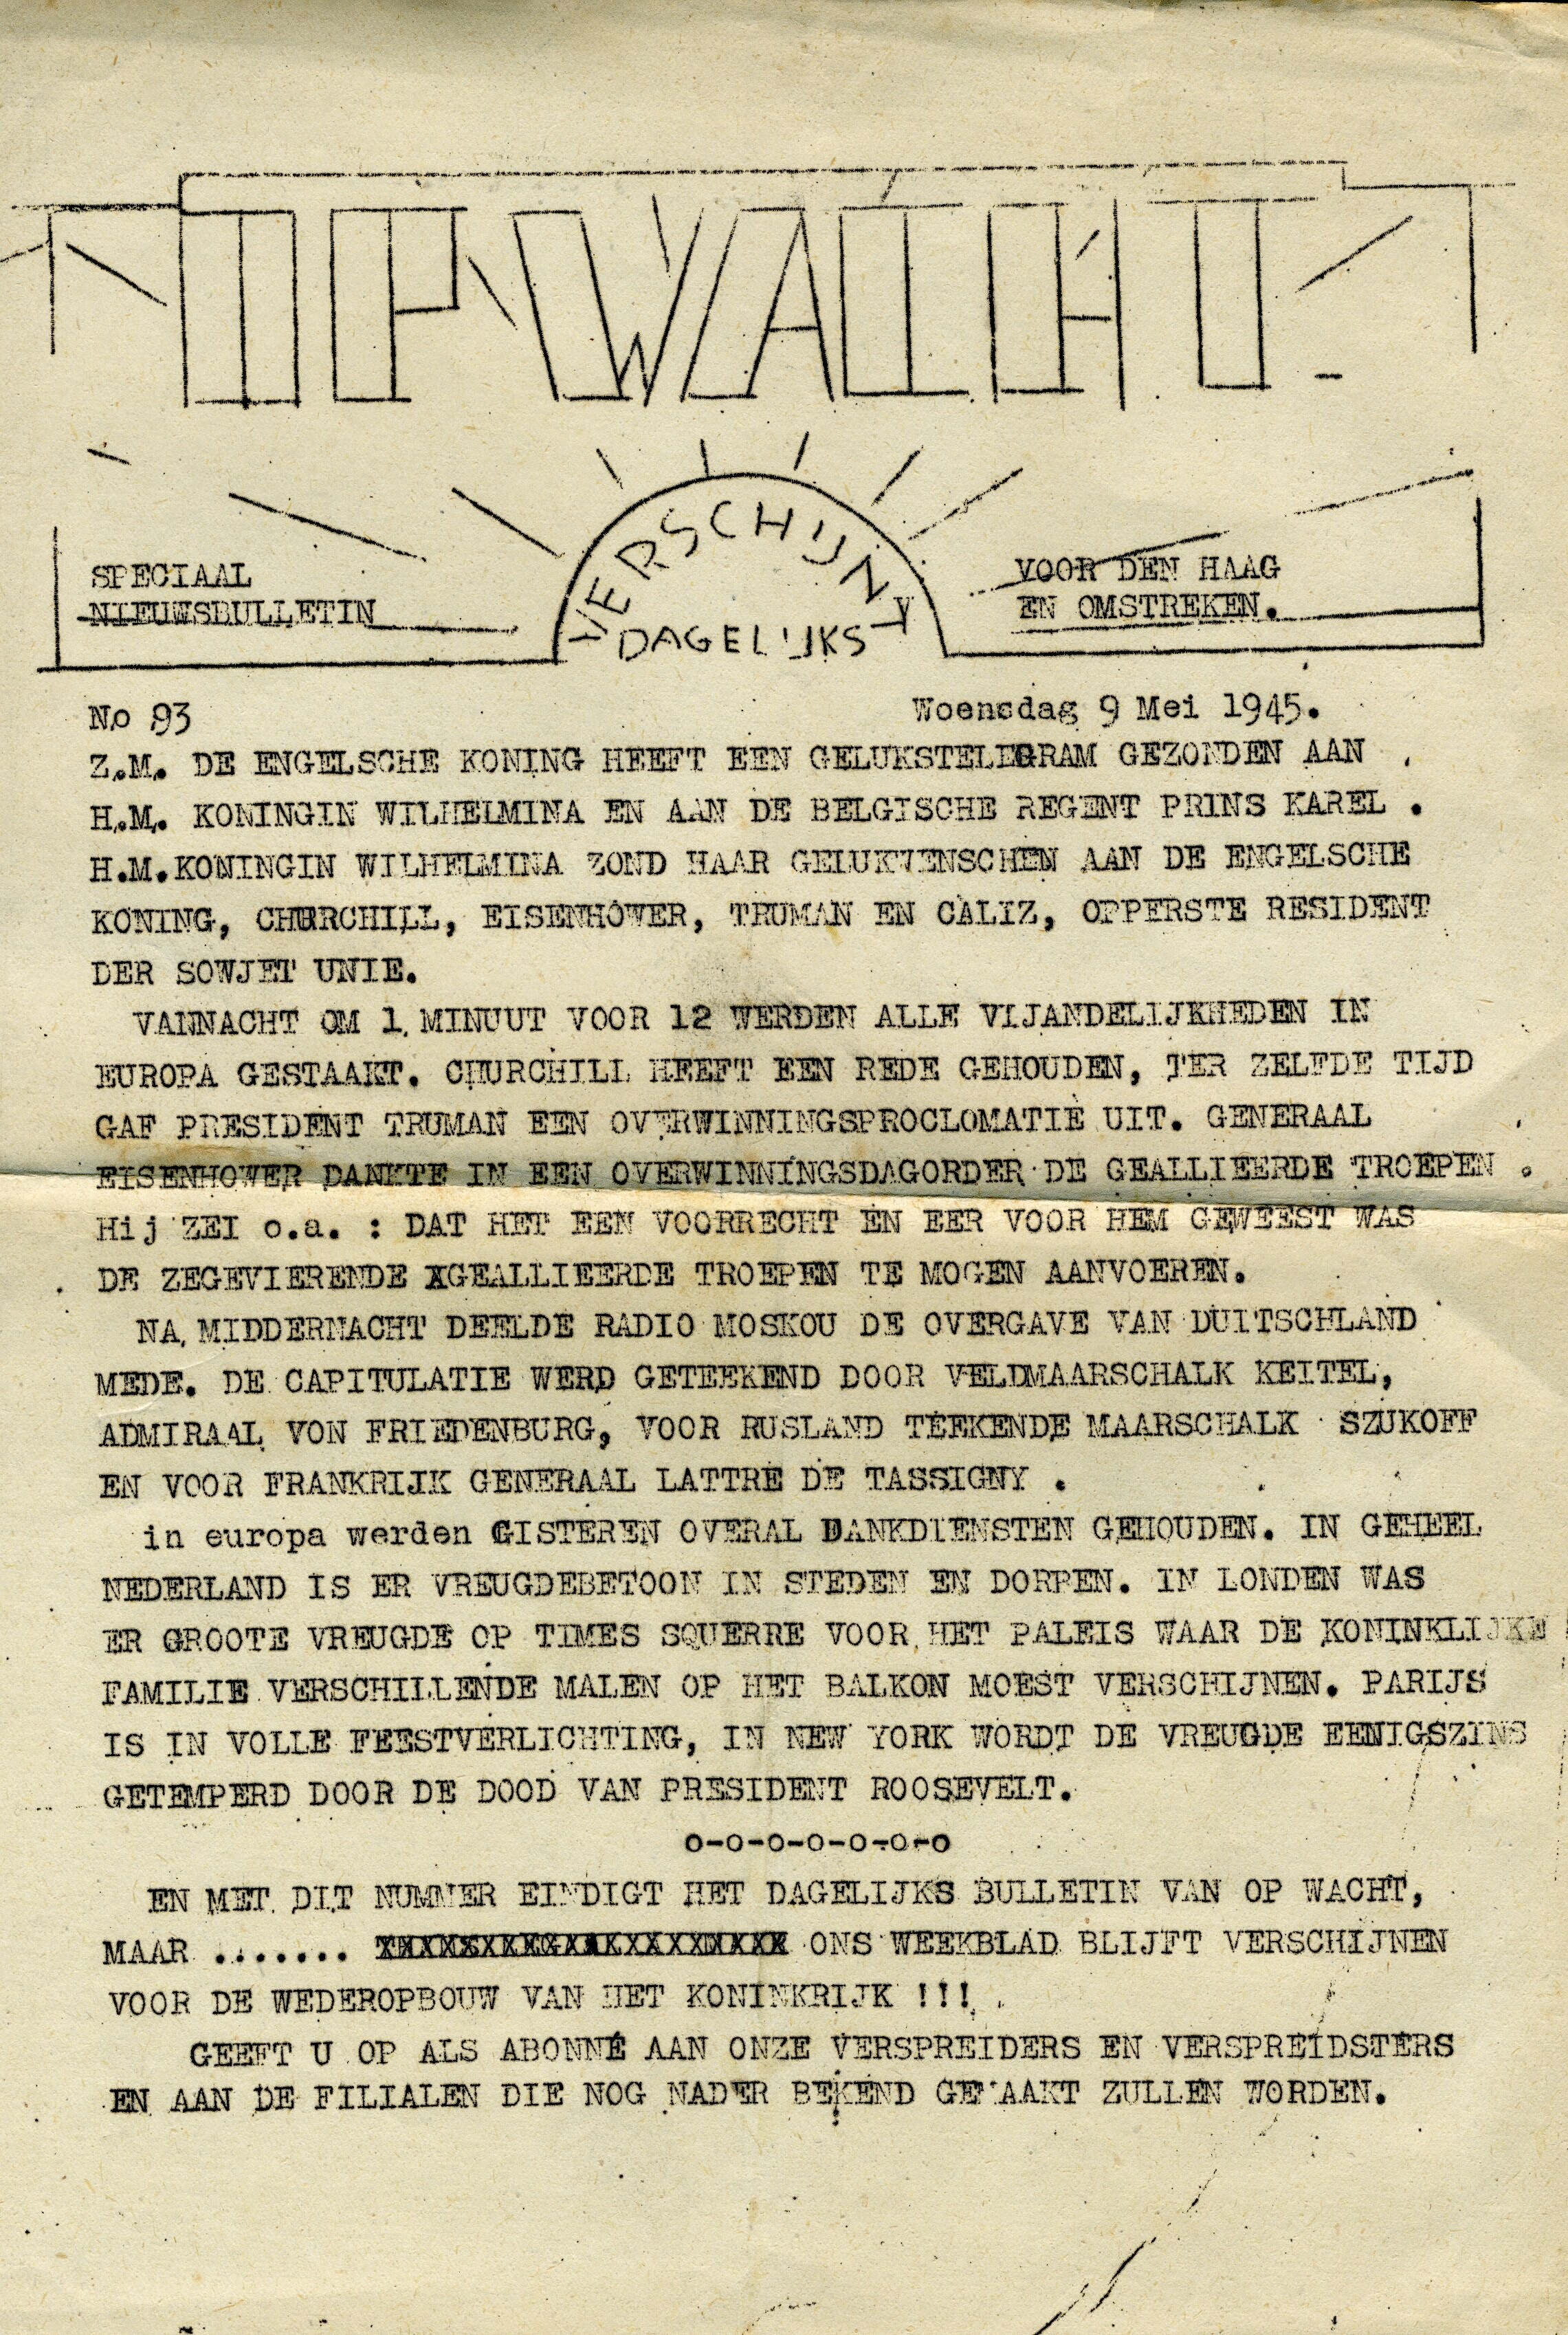 OP WACHT
VERSCHIJNT
DAGELIJKS
SPECIAAL
NIEUWSBULLETIN
VOOR DEN HAAG
EN OMSTREKEN.
No 93 Woensdag 9 Mei 1945.
Z.M. DE ENGELSCHE KONING HEEFT EEN GELUKSTELEGRAM GEZONDEN AAN
H.M. KONINGIN WILHELMINA EN AAN DE BELGISCHE REGENT PRINS KAREL .
H.M.KONINGIN WILHELMINA ZOND HAAR GELUKWENSCHEN AAN DE ENGELSCHE
KONING, CHURCHILL, EISENHOWER, TRUMAN EN CALIZ, OPPERSTE RESIDENT
DER SOWJET UNIE.
VANNACHT OM 1 MINUUT VOOR 12 WERDEN ALLE VIJANDELIJKHEDEN IN
EUROPA GESTAAKT. CHURCHILL HEEFT EEN REDE GEHOUDEN, TER ZELFDE TIJD
GAF PRESIDENT TRUMAN EEN OVERWINNINGSPROCLOMATIE UIT. GENERAAL
EISENHOWER DANKTE IN EEN OVERWINNINGSDAGORDER DE GEALLIEERDE TROEPEN .
Hij ZEI o.a. : DAT HET EEN VOORRECHT EN EER VOOR HEM GEWEEST WAS
DE ZEGEVIERENDE XGEALLIEERDE TROEPEN TE MOGEN AANVOEREN.
NA MIDDERNACHT DEELDE RADIO MOSKOU DE OVERGAVE VAN DUITSCHLAND
MEDE. DE CAPITULATIE WERD GETEEKEND DOOR VELDMAARSCHALK KEITEL,
ADMIRAAL VON FRIEDENBURG, VOOR RUSLAND TEEKENDE MAARSCHALK SZUKOFF
EN VOOR FRANKRIJK GENERAAL LATTRE DE TASSIGNY .
in europa werden GISTEREN OVERAL DANKDIENSTEN GEHOUDEN. IN GEHEEL
NEDERLAND IS ER VREUGDEBETOON IN STEDEN EN DORPEN. IN LONDEN WAS
ER GROOTE VREUGDE OP TIMES SQUERRE VOOR HET PALEIS WAAR DE KONINKLIJKE
FAMILIE VERSCHILLENDE MALEN OP HET BALKON MOEST VERSCHIJNEN. PARIJS
IS IN VOLLE FEESTVERLICHTING, IN NEW YORK WORDT DE VREUGDE EENIGSZINS
GETEMPERD DOOR DE DOOD VAN PRESIDENT ROOSEVELT.
o-o-o-o-o-o-o
EN MET DIT NUMMER EINDIGT HET DAGELIJKS BULLETIN VAN OP WACHT,
MAAR ....... ONS WEEKBLAD BLIJFT VERSCHIJNEN
VOOR DE WEDEROPBOUW VAN HET KONINKRIJK !!!
GEEFT U OP ALS ABONNÉ AAN ONZE VERSPREIDERS EN VERSPREIDSTERS
EN AAN DE FILIALEN DIE NOG NADER BEKEND GEMAAKT ZULLEN WORDEN.